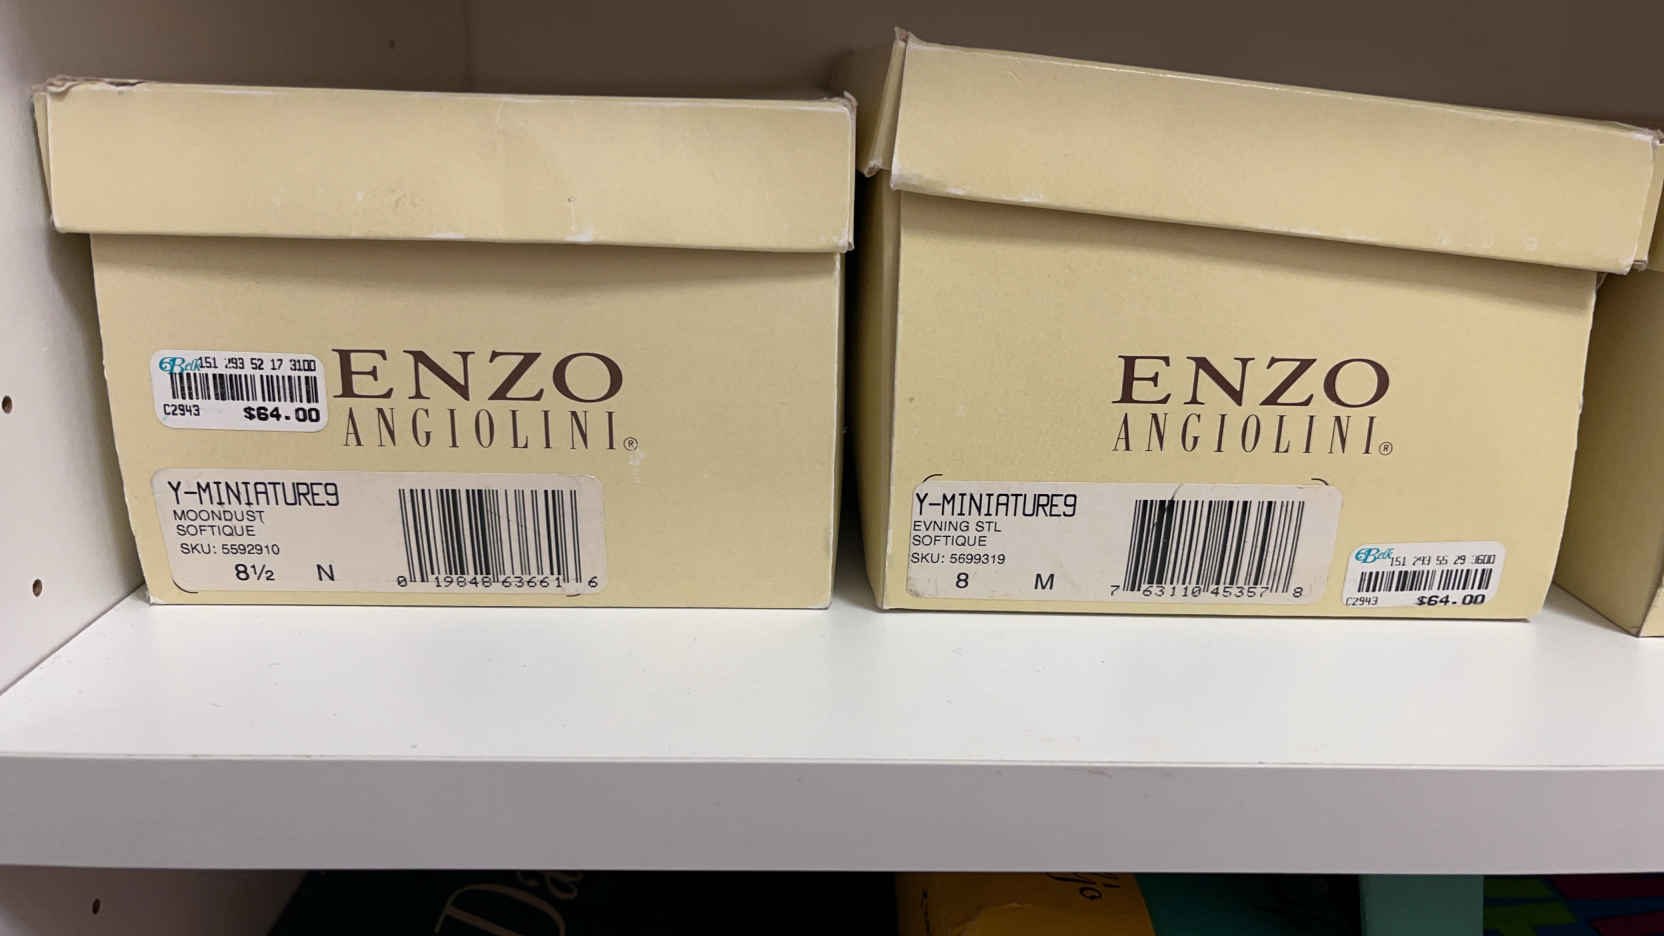 Belk 151 293 52 17 3100
C2943 $64.00
ENZO
ANGIOLINI®
Y-MINIATURE9
MOONDUST
SOFTIQUE
SKU: 5592910
8½ N
0 19848 63661 6
ENZO
ANGIOLINI®
Y-MINIATURE9
EVNING STL
SOFTIQUE
SKU: 5699319
8 M
7 63110 45357 8
Belk 151 293 55 29 3600
C2943 $64.00